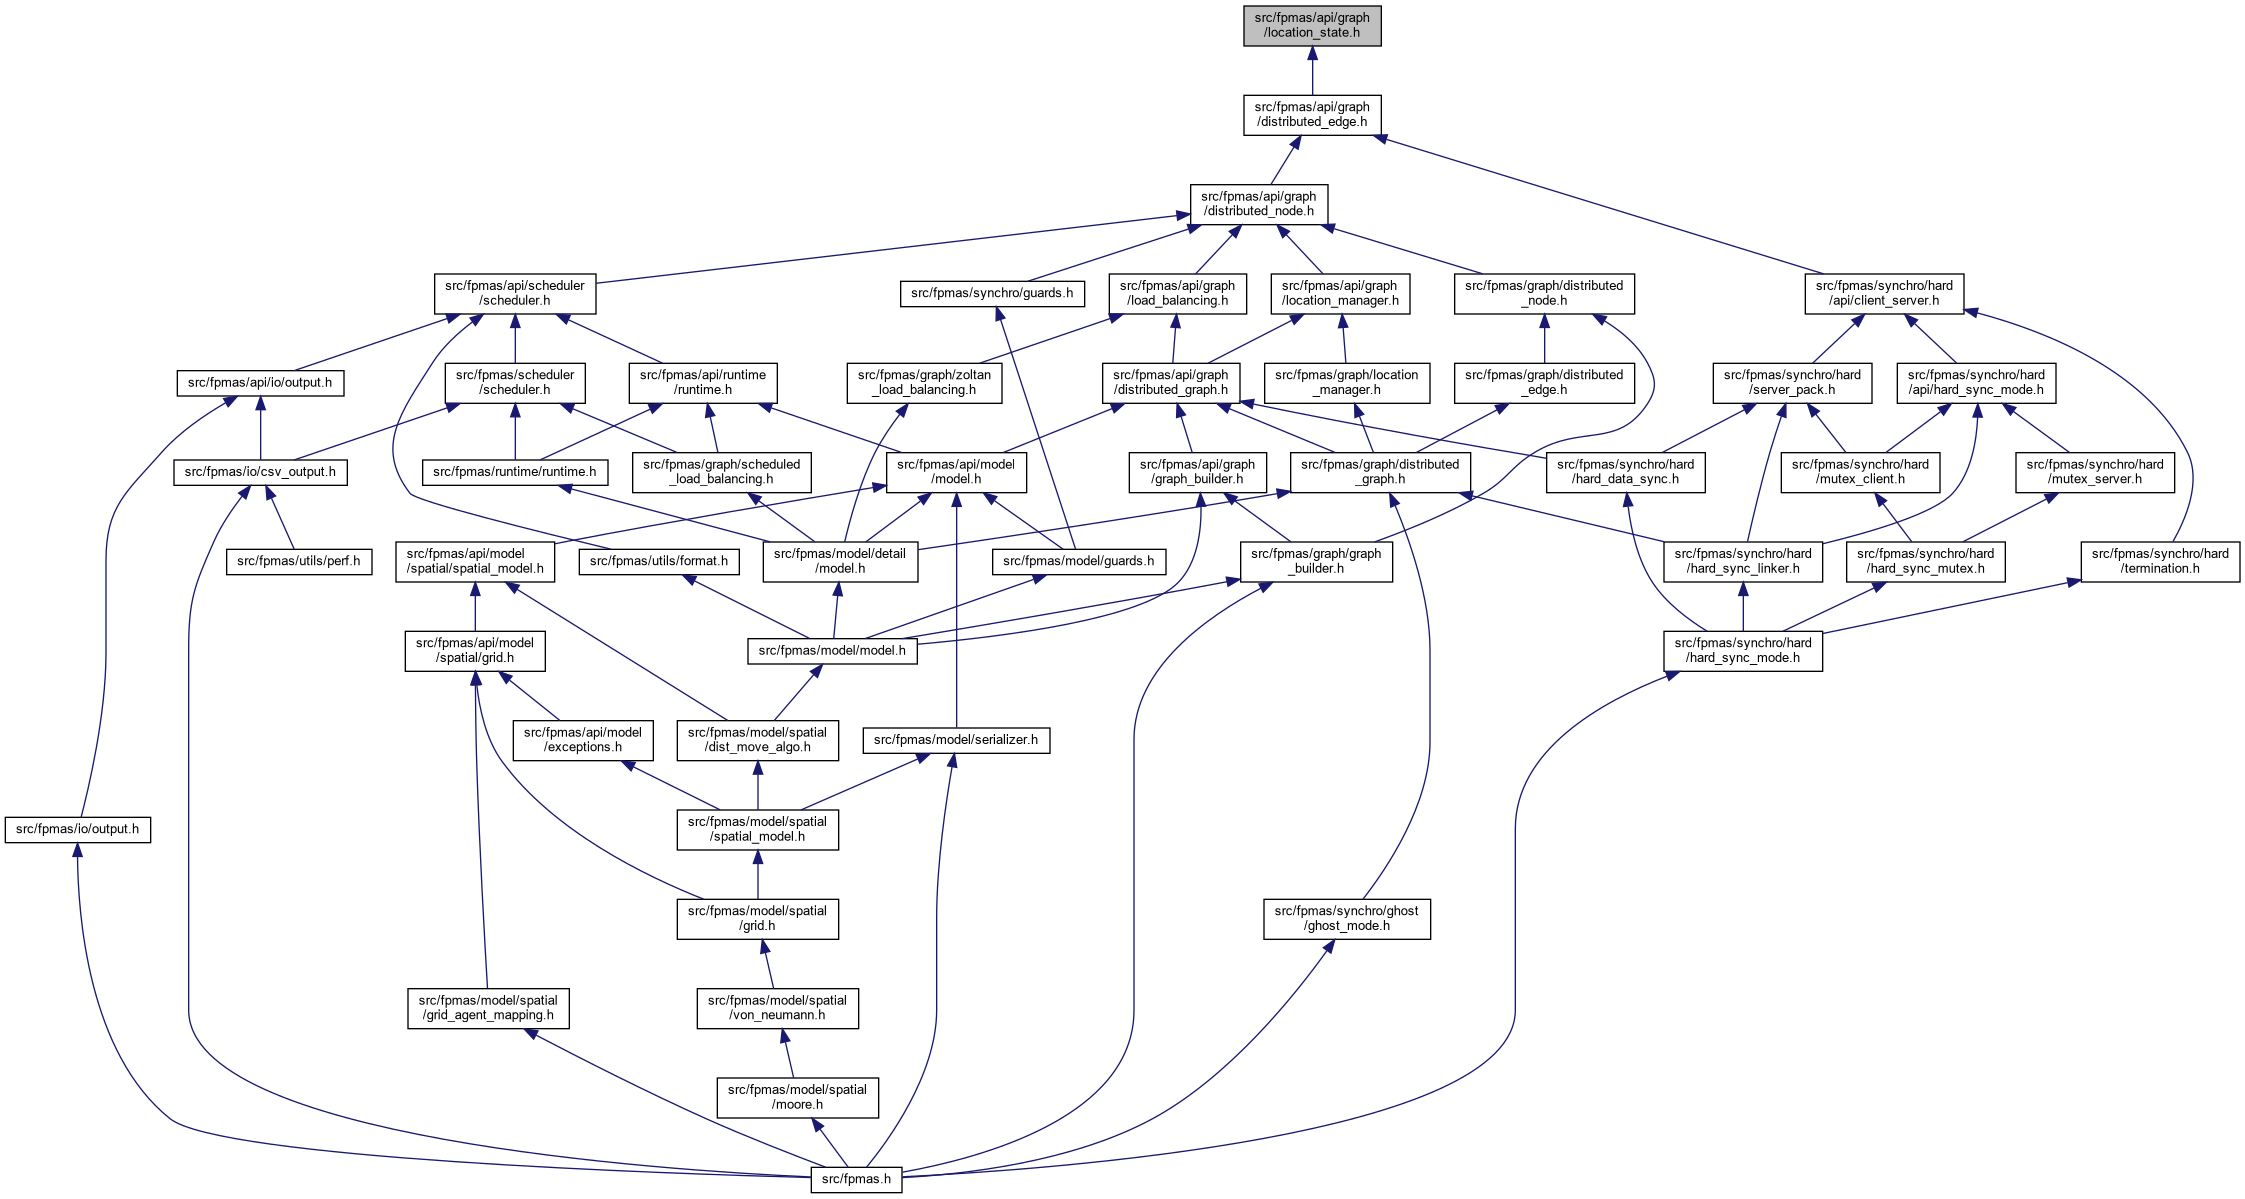 src/fpmas/api/graph
/location_state.h
src/fpmas/api/graph
/distributed_edge.h
src/fpmas/api/graph
/distributed_node.h
src/fpmas/api/scheduler
/scheduler.h
src/fpmas/synchro/guards.h
src/fpmas/api/graph
/load_balancing.h
src/fpmas/api/graph
/location_manager.h
src/fpmas/graph/distributed
_node.h
src/fpmas/synchro/hard
/api/client_server.h
src/fpmas/api/io/output.h
src/fpmas/scheduler
/scheduler.h
src/fpmas/api/runtime
/runtime.h
src/fpmas/graph/zoltan
_load_balancing.h
src/fpmas/api/graph
/distributed_graph.h
src/fpmas/graph/location
_manager.h
src/fpmas/graph/distributed
_edge.h
src/fpmas/synchro/hard
/server_pack.h
src/fpmas/synchro/hard
/api/hard_sync_mode.h
src/fpmas/io/csv_output.h
src/fpmas/runtime/runtime.h
src/fpmas/graph/scheduled
_load_balancing.h
src/fpmas/api/model
/model.h
src/fpmas/api/graph
/graph_builder.h
src/fpmas/graph/distributed
_graph.h
src/fpmas/synchro/hard
/hard_data_sync.h
src/fpmas/synchro/hard
/mutex_client.h
src/fpmas/synchro/hard
/mutex_server.h
src/fpmas/utils/perf.h
src/fpmas/api/model
/spatial/spatial_model.h
src/fpmas/utils/format.h
src/fpmas/model/detail
/model.h
src/fpmas/model/guards.h
src/fpmas/graph/graph
_builder.h
src/fpmas/synchro/hard
/hard_sync_linker.h
src/fpmas/synchro/hard
/hard_sync_mutex.h
src/fpmas/synchro/hard
/termination.h
src/fpmas/api/model
/spatial/grid.h
src/fpmas/model/model.h
src/fpmas/synchro/hard
/hard_sync_mode.h
src/fpmas/api/model
/exceptions.h
src/fpmas/model/spatial
/dist_move_algo.h
src/fpmas/model/serializer.h
src/fpmas/io/output.h
src/fpmas/model/spatial
/spatial_model.h
src/fpmas/model/spatial
/grid.h
src/fpmas/synchro/ghost
/ghost_mode.h
src/fpmas/model/spatial
/grid_agent_mapping.h
src/fpmas/model/spatial
/von_neumann.h
src/fpmas/model/spatial
/moore.h
src/fpmas.h